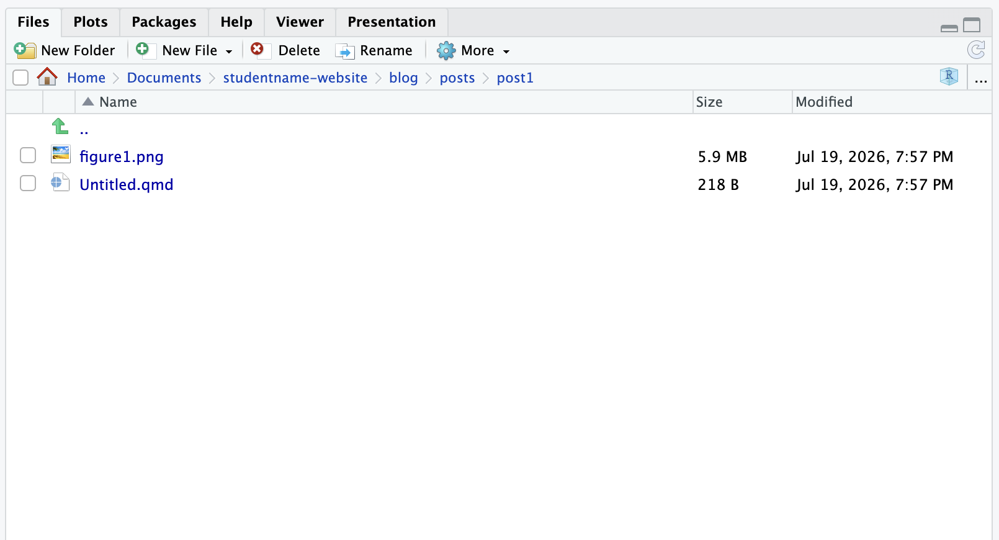 Files Plots Packages Help Viewer Presentation
New Folder New File Delete Rename More
Home Documents studentname-website blog posts post1 R ...
Name Size Modified
..
figure1.png 5.9 MB Jul 19, 2026, 7:57 PM
Untitled.qmd 218 B Jul 19, 2026, 7:57 PM